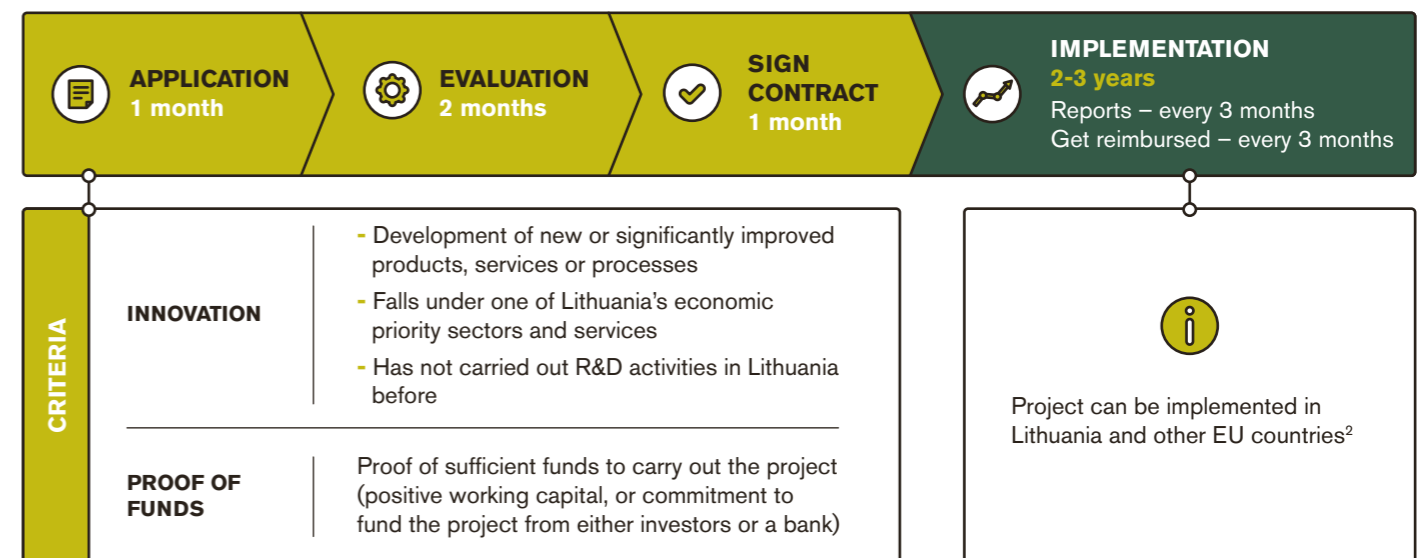 APPLICATION
1 month
EVALUATION
2 months
SIGN
CONTRACT
1 month
IMPLEMENTATION
2-3 years
Reports – every 3 months
Get reimbursed – every 3 months
CRITERIA
INNOVATION
- Development of new or significantly improved
products, services or processes
- Falls under one of Lithuania's economic
priority sectors and services
- Has not carried out R&D activities in Lithuania
before
PROOF OF
FUNDS
Proof of sufficient funds to carry out the project
(positive working capital, or commitment to
fund the project from either investors or a bank)
Project can be implemented in
Lithuania and other EU countries²